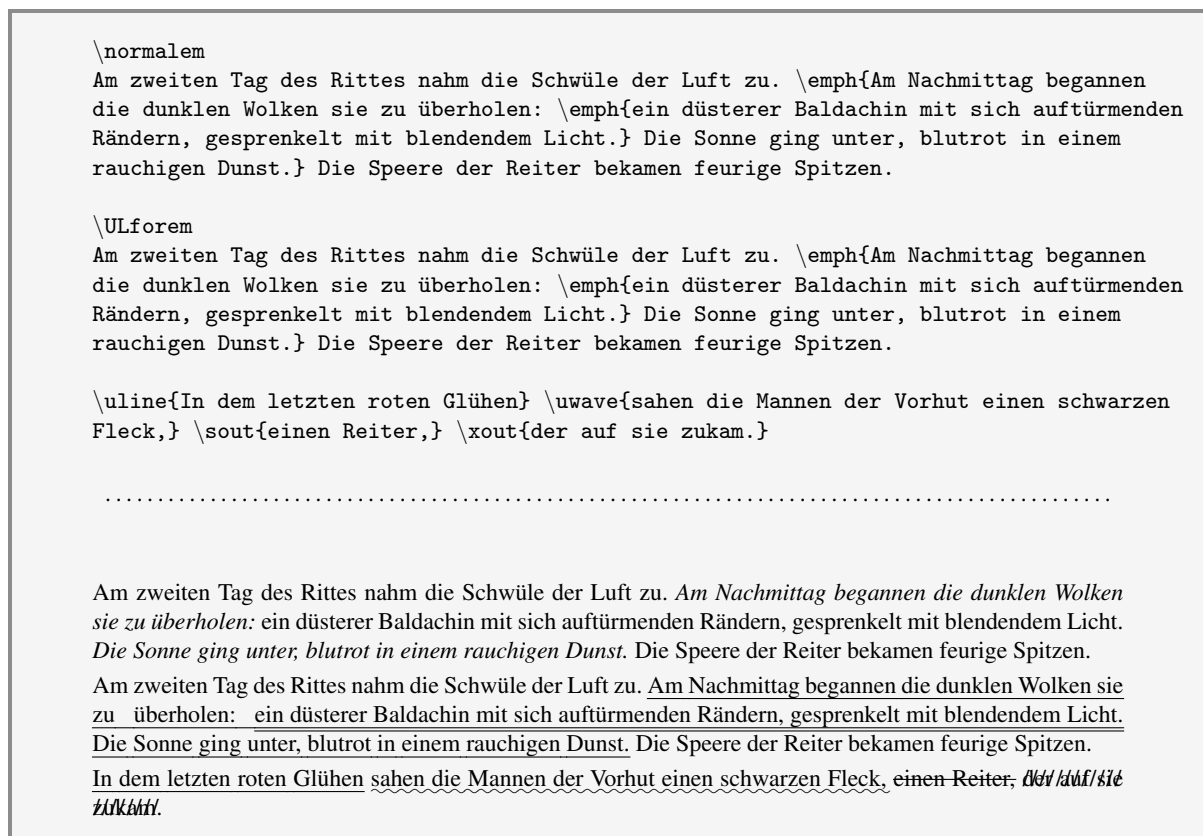 \normalem
Am zweiten Tag des Rittes nahm die Schwüle der Luft zu. \emph{Am Nachmittag begannen
die dunklen Wolken sie zu überholen: \emph{ein düsterer Baldachin mit sich auftürmenden
Rändern, gesprenkelt mit blendendem Licht.} Die Sonne ging unter, blutrot in einem
rauchigen Dunst.} Die Speere der Reiter bekamen feurige Spitzen.
\ULforem
Am zweiten Tag des Rittes nahm die Schwüle der Luft zu. \emph{Am Nachmittag begannen
die dunklen Wolken sie zu überholen: \emph{ein düsterer Baldachin mit sich auftürmenden
Rändern, gesprenkelt mit blendendem Licht.} Die Sonne ging unter, blutrot in einem
rauchigen Dunst.} Die Speere der Reiter bekamen feurige Spitzen.
\uline{In dem letzten roten Glühen} \uwave{sahen die Mannen der Vorhut einen schwarzen
Fleck,} \sout{einen Reiter,} \xout{der auf sie zukam.}
Am zweiten Tag des Rittes nahm die Schwüle der Luft zu. Am Nachmittag begannen die dunklen Wolken
sie zu überholen: ein düsterer Baldachin mit sich auftürmenden Rändern, gesprenkelt mit blendendem Licht.
Die Sonne ging unter, blutrot in einem rauchigen Dunst. Die Speere der Reiter bekamen feurige Spitzen.
Am zweiten Tag des Rittes nahm die Schwüle der Luft zu. Am Nachmittag begannen die dunklen Wolken sie
zu überholen: ein düsterer Baldachin mit sich auftürmenden Rändern, gesprenkelt mit blendendem Licht.
Die Sonne ging unter, blutrot in einem rauchigen Dunst. Die Speere der Reiter bekamen feurige Spitzen.
In dem letzten roten Glühen sahen die Mannen der Vorhut einen schwarzen Fleck, einen Reiter, der auf sie
zukam.